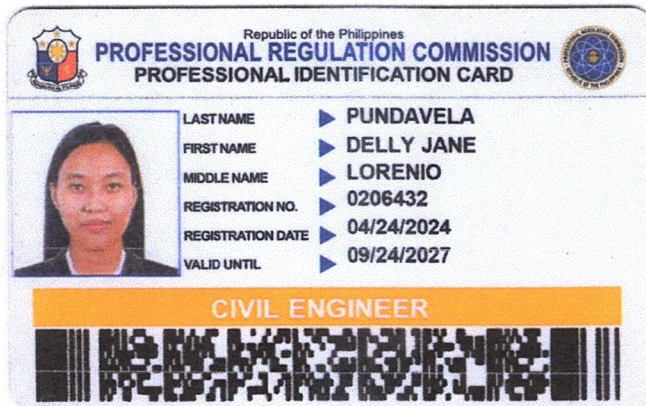 Republic of the Philippines
PROFESSIONAL REGULATION COMMISSION
PROFESSIONAL IDENTIFICATION CARD
LAST NAME PUNDAVELA
FIRST NAME DELLY JANE
MIDDLE NAME LORENIO
REGISTRATION NO. 0206432
REGISTRATION DATE 04/24/2024
VALID UNTIL 09/24/2027
CIVIL ENGINEER